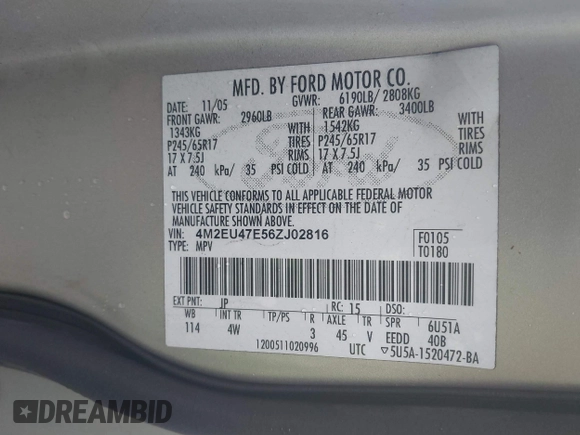 MFD. BY FORD MOTOR CO.
DATE: 11/05 GVWR: 6190LB/ 2808KG
FRONT GAWR: 2960LB REAR GAWR: 3400LB
1343KG WITH 1542KG WITH
P245/65R17 TIRES P245/65R17 TIRES
17 X 7.5J RIMS 17 X 7.5J RIMS
AT 240 kPa/ 35 PSI COLD AT 240 kPa/ 35 PSI COLD
THIS VEHICLE CONFORMS TO ALL APPLICABLE FEDERAL MOTOR
VEHICLE SAFETY STANDARDS IN EFFECT ON THE DATE OF
MANUFACTURE SHOWN ABOVE.
VIN: 4M2EU47E56ZJ02816 F0105
TYPE: MPV T0180
EXT PNT: JP RC: 15 DSO:
WB INT TR TP/PS R AXLE TR SPR 6U51A
114 4W 3 45 V EEDD 40B
1200511020996 UTC ▽5U5A-1520472-BA
DREAMBID